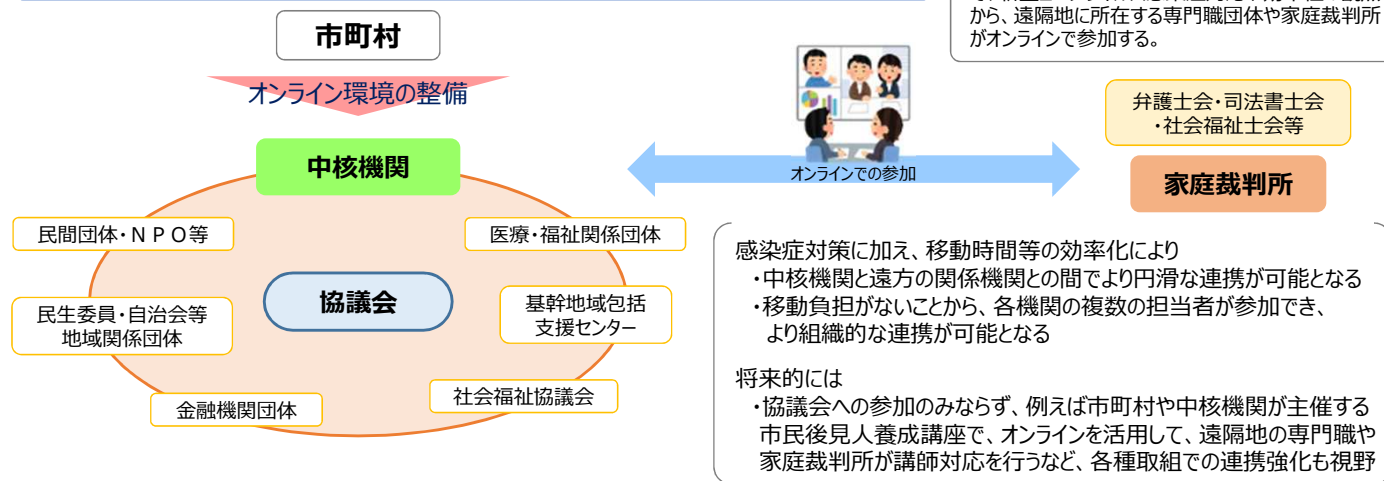 から、遠隔地に所在する専門職団体や家庭裁判所
がオンラインで参加する。
市町村
オンライン環境の整備
中核機関
オンラインでの参加
弁護士会・司法書士会
・社会福祉士会等
家庭裁判所
民間団体・ＮＰＯ等
医療・福祉関係団体
協議会
民生委員・自治会等
地域関係団体
基幹地域包括
支援センター
金融機関団体
社会福祉協議会
感染症対策に加え、移動時間等の効率化により
・中核機関と遠方の関係機関との間でより円滑な連携が可能となる
・移動負担がないことから、各機関の複数の担当者が参加でき、
より組織的な連携が可能となる
将来的には
・協議会への参加のみならず、例えば市町村や中核機関が主催する
市民後見人養成講座で、オンラインを活用して、遠隔地の専門職や
家庭裁判所が講師対応を行うなど、各種取組での連携強化も視野